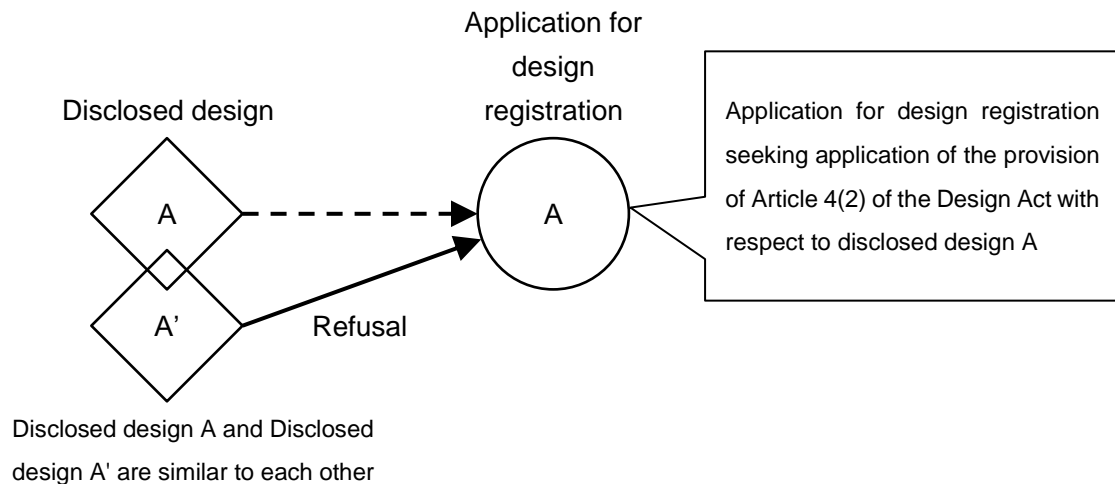 Application for
design
registration
Disclosed design
A
A
A’
Refusal
Application for design registration
seeking application of the provision
of Article 4(2) of the Design Act with
respect to disclosed design A
Disclosed design A and Disclosed
design A' are similar to each other